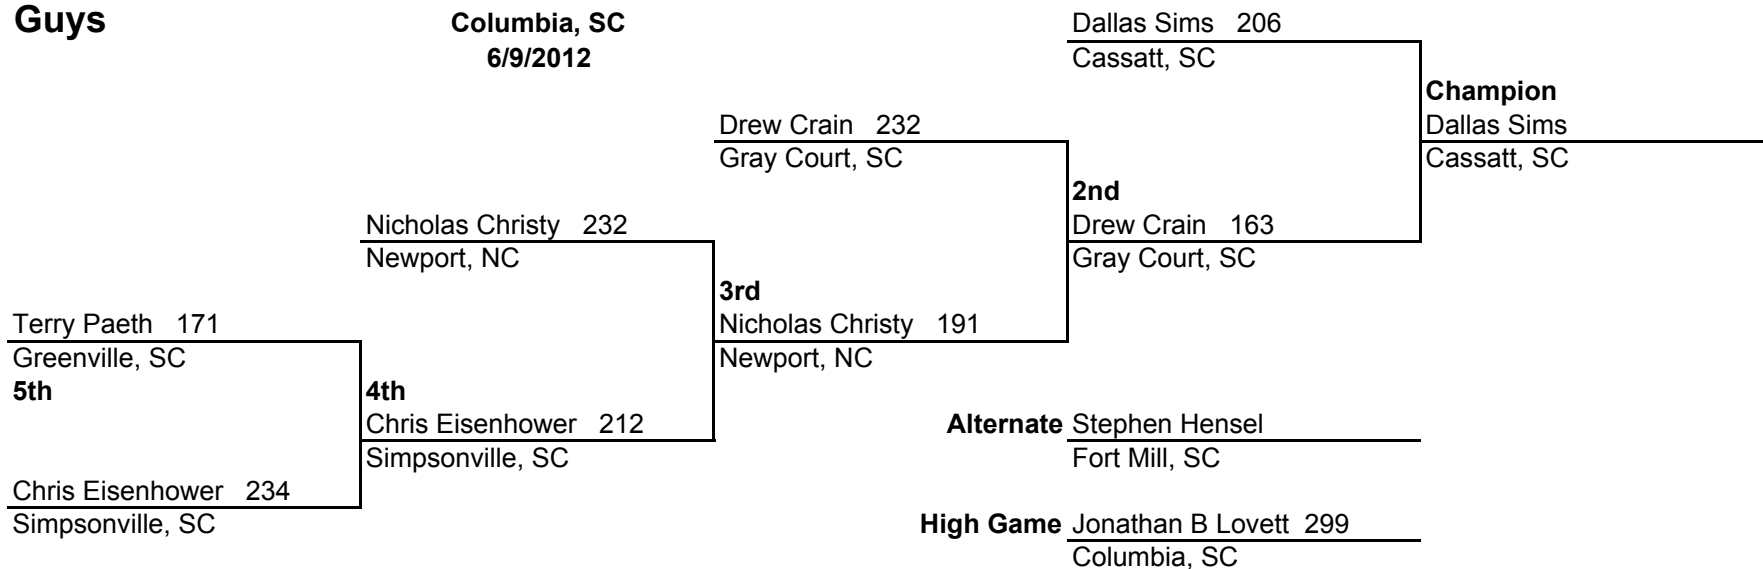 Guys
Columbia, SC
6/9/2012
Dallas Sims 206
Cassatt, SC
Champion
Dallas Sims
Cassatt, SC
Drew Crain 232
Gray Court, SC
2nd
Drew Crain 163
Gray Court, SC
Nicholas Christy 232
Newport, NC
3rd
Nicholas Christy 191
Newport, NC
Terry Paeth 171
Greenville, SC
5th
4th
Chris Eisenhower 212
Simpsonville, SC
Chris Eisenhower 234
Simpsonville, SC
Alternate Stephen Hensel
Fort Mill, SC
High Game Jonathan B Lovett 299
Columbia, SC